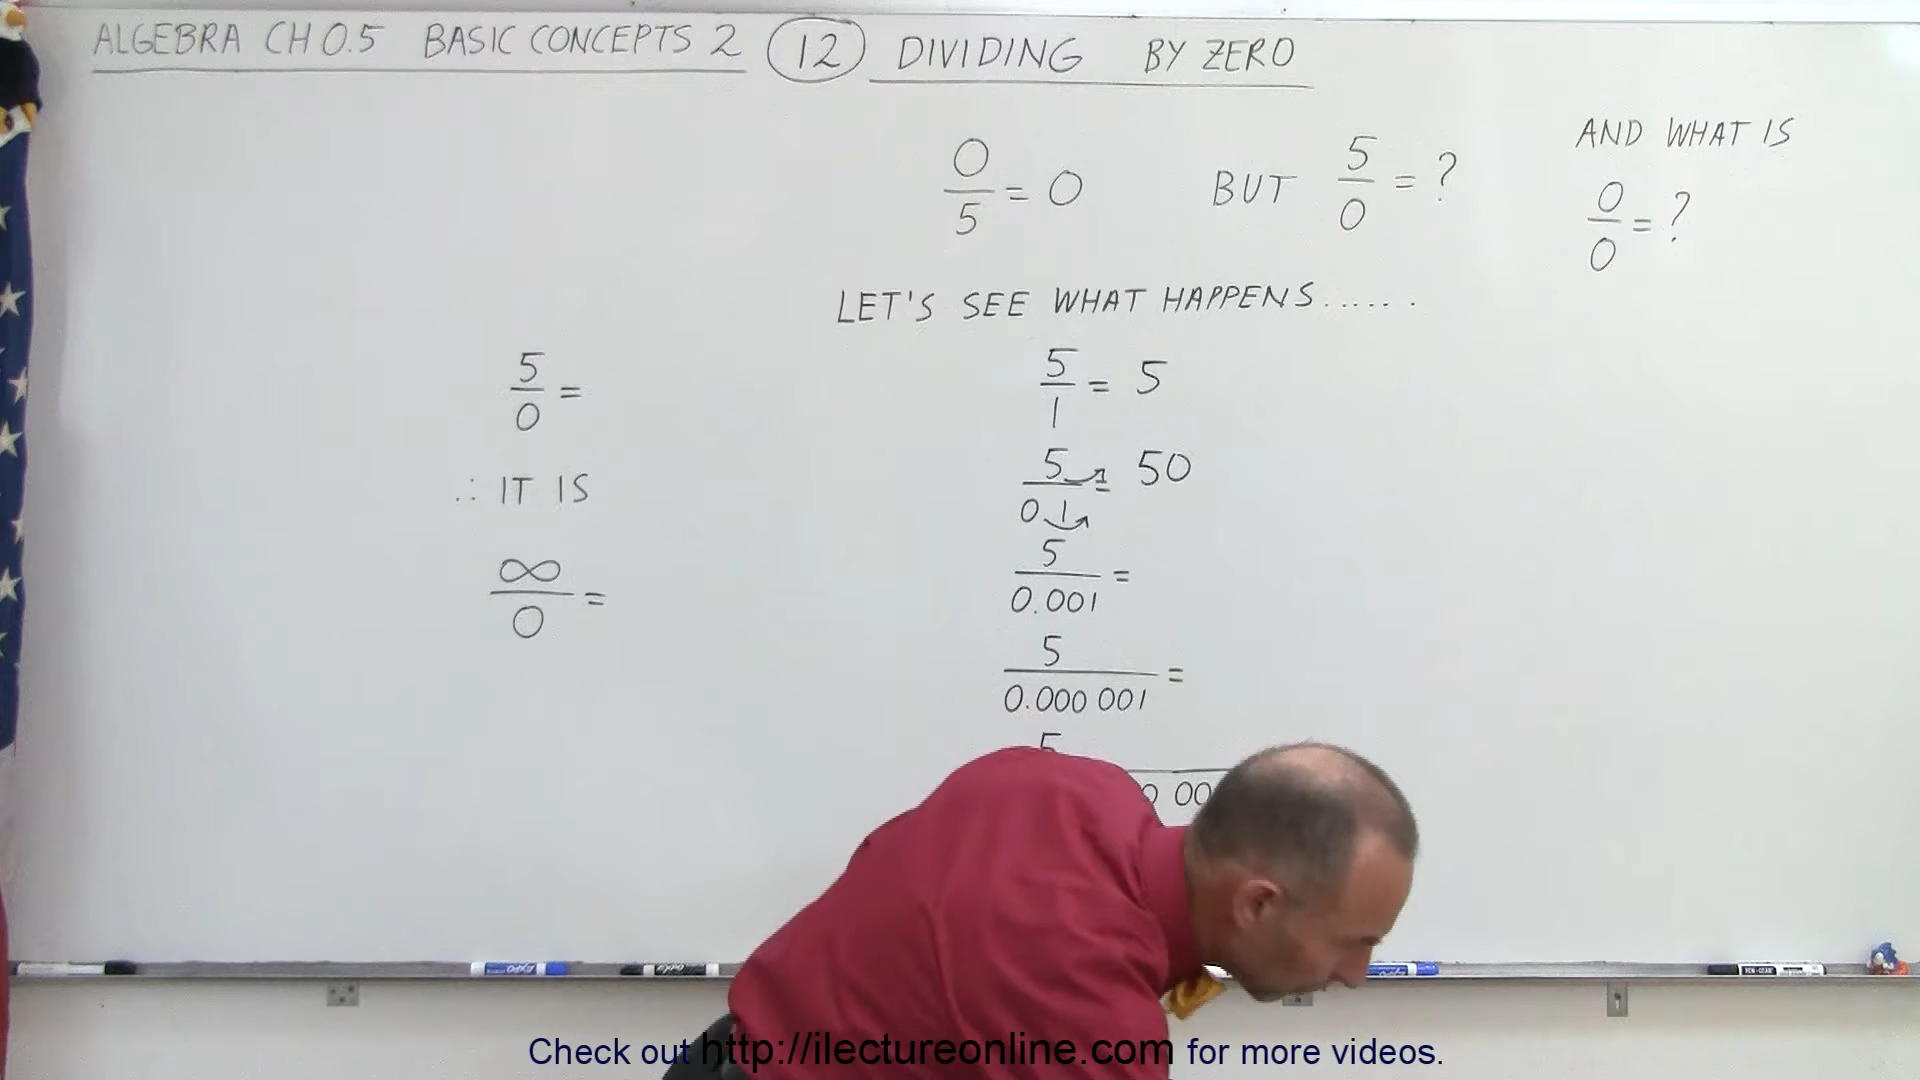 ALGEBRA CH 0.5 BASIC CONCEPTS 2 12 DIVIDING BY ZERO
0/5 = 0 BUT 5/0 = ?
AND WHAT IS
0/0 = ?
LET'S SEE WHAT HAPPENS......
5/0 =
∴ IT IS
∞/0 =
5/1 = 5
5/0 1 = 50
5/0.001 =
5/0.000 001 =
5
Check out http://ilectureonline.com for more videos.